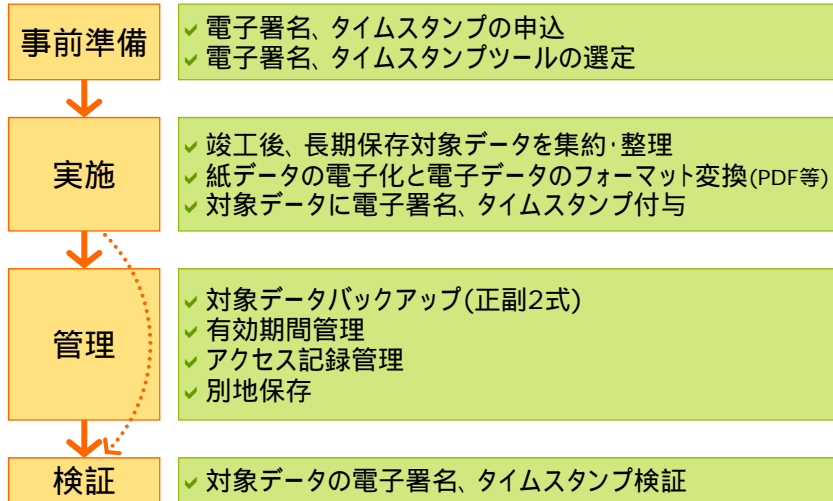 事前準備
電子署名、タイムスタンプの申込
電子署名、タイムスタンプツールの選定
実施
竣工後、長期保存対象データを集約･整理
紙データの電子化と電子データのフォーマット変換(PDF等)
対象データに電子署名、タイムスタンプ付与
管理
対象データバックアップ(正副2式)
有効期間管理
アクセス記録管理
別地保存
検証
対象データの電子署名、タイムスタンプ検証